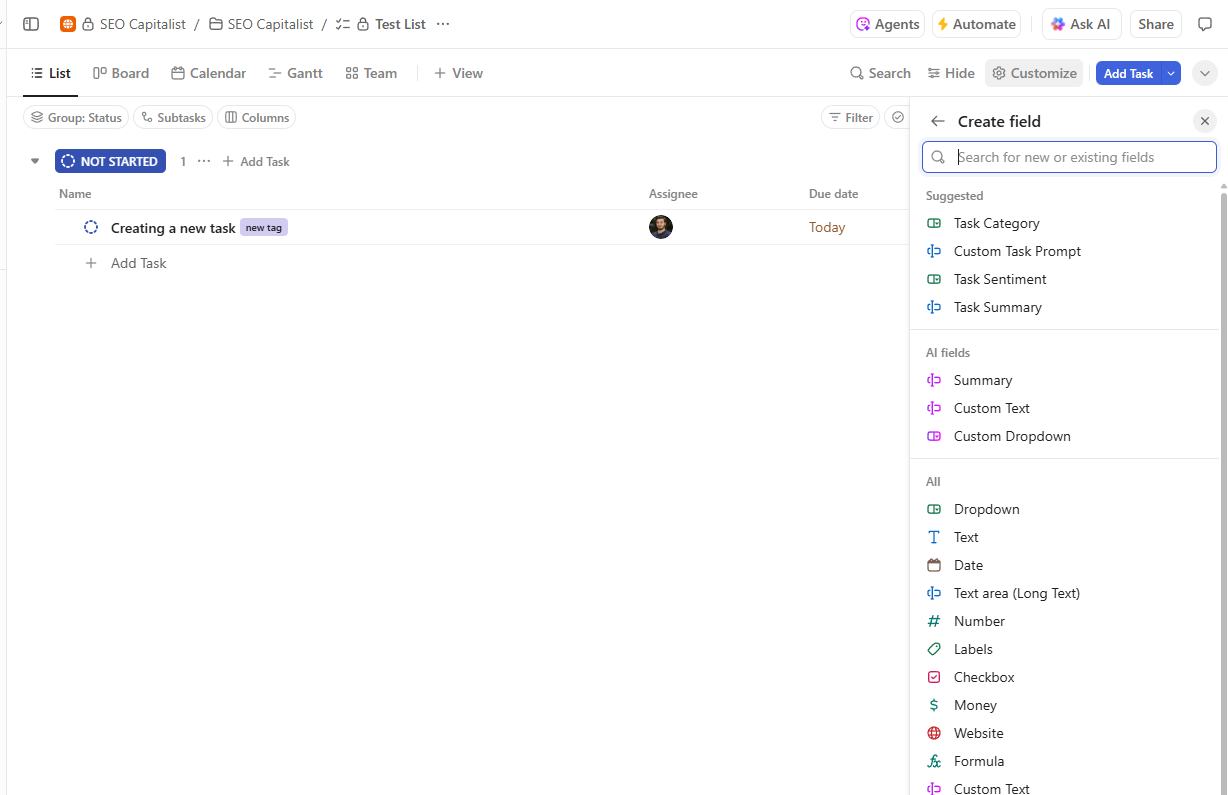 SEO Capitalist / SEO Capitalist / Test List ... Agents Automate Ask AI Share
List Board Calendar Gantt Team + View Search Hide Customize Add Task
Group: Status Subtasks Columns Filter
NOT STARTED 1 ... + Add Task
Name Assignee Due date
Creating a new task new tag Today
+ Add Task
Create field
Search for new or existing fields
Suggested
Task Category
Custom Task Prompt
Task Sentiment
Task Summary
AI fields
Summary
Custom Text
Custom Dropdown
All
Dropdown
Text
Date
Text area (Long Text)
Number
Labels
Checkbox
Money
Website
Formula
Custom Text